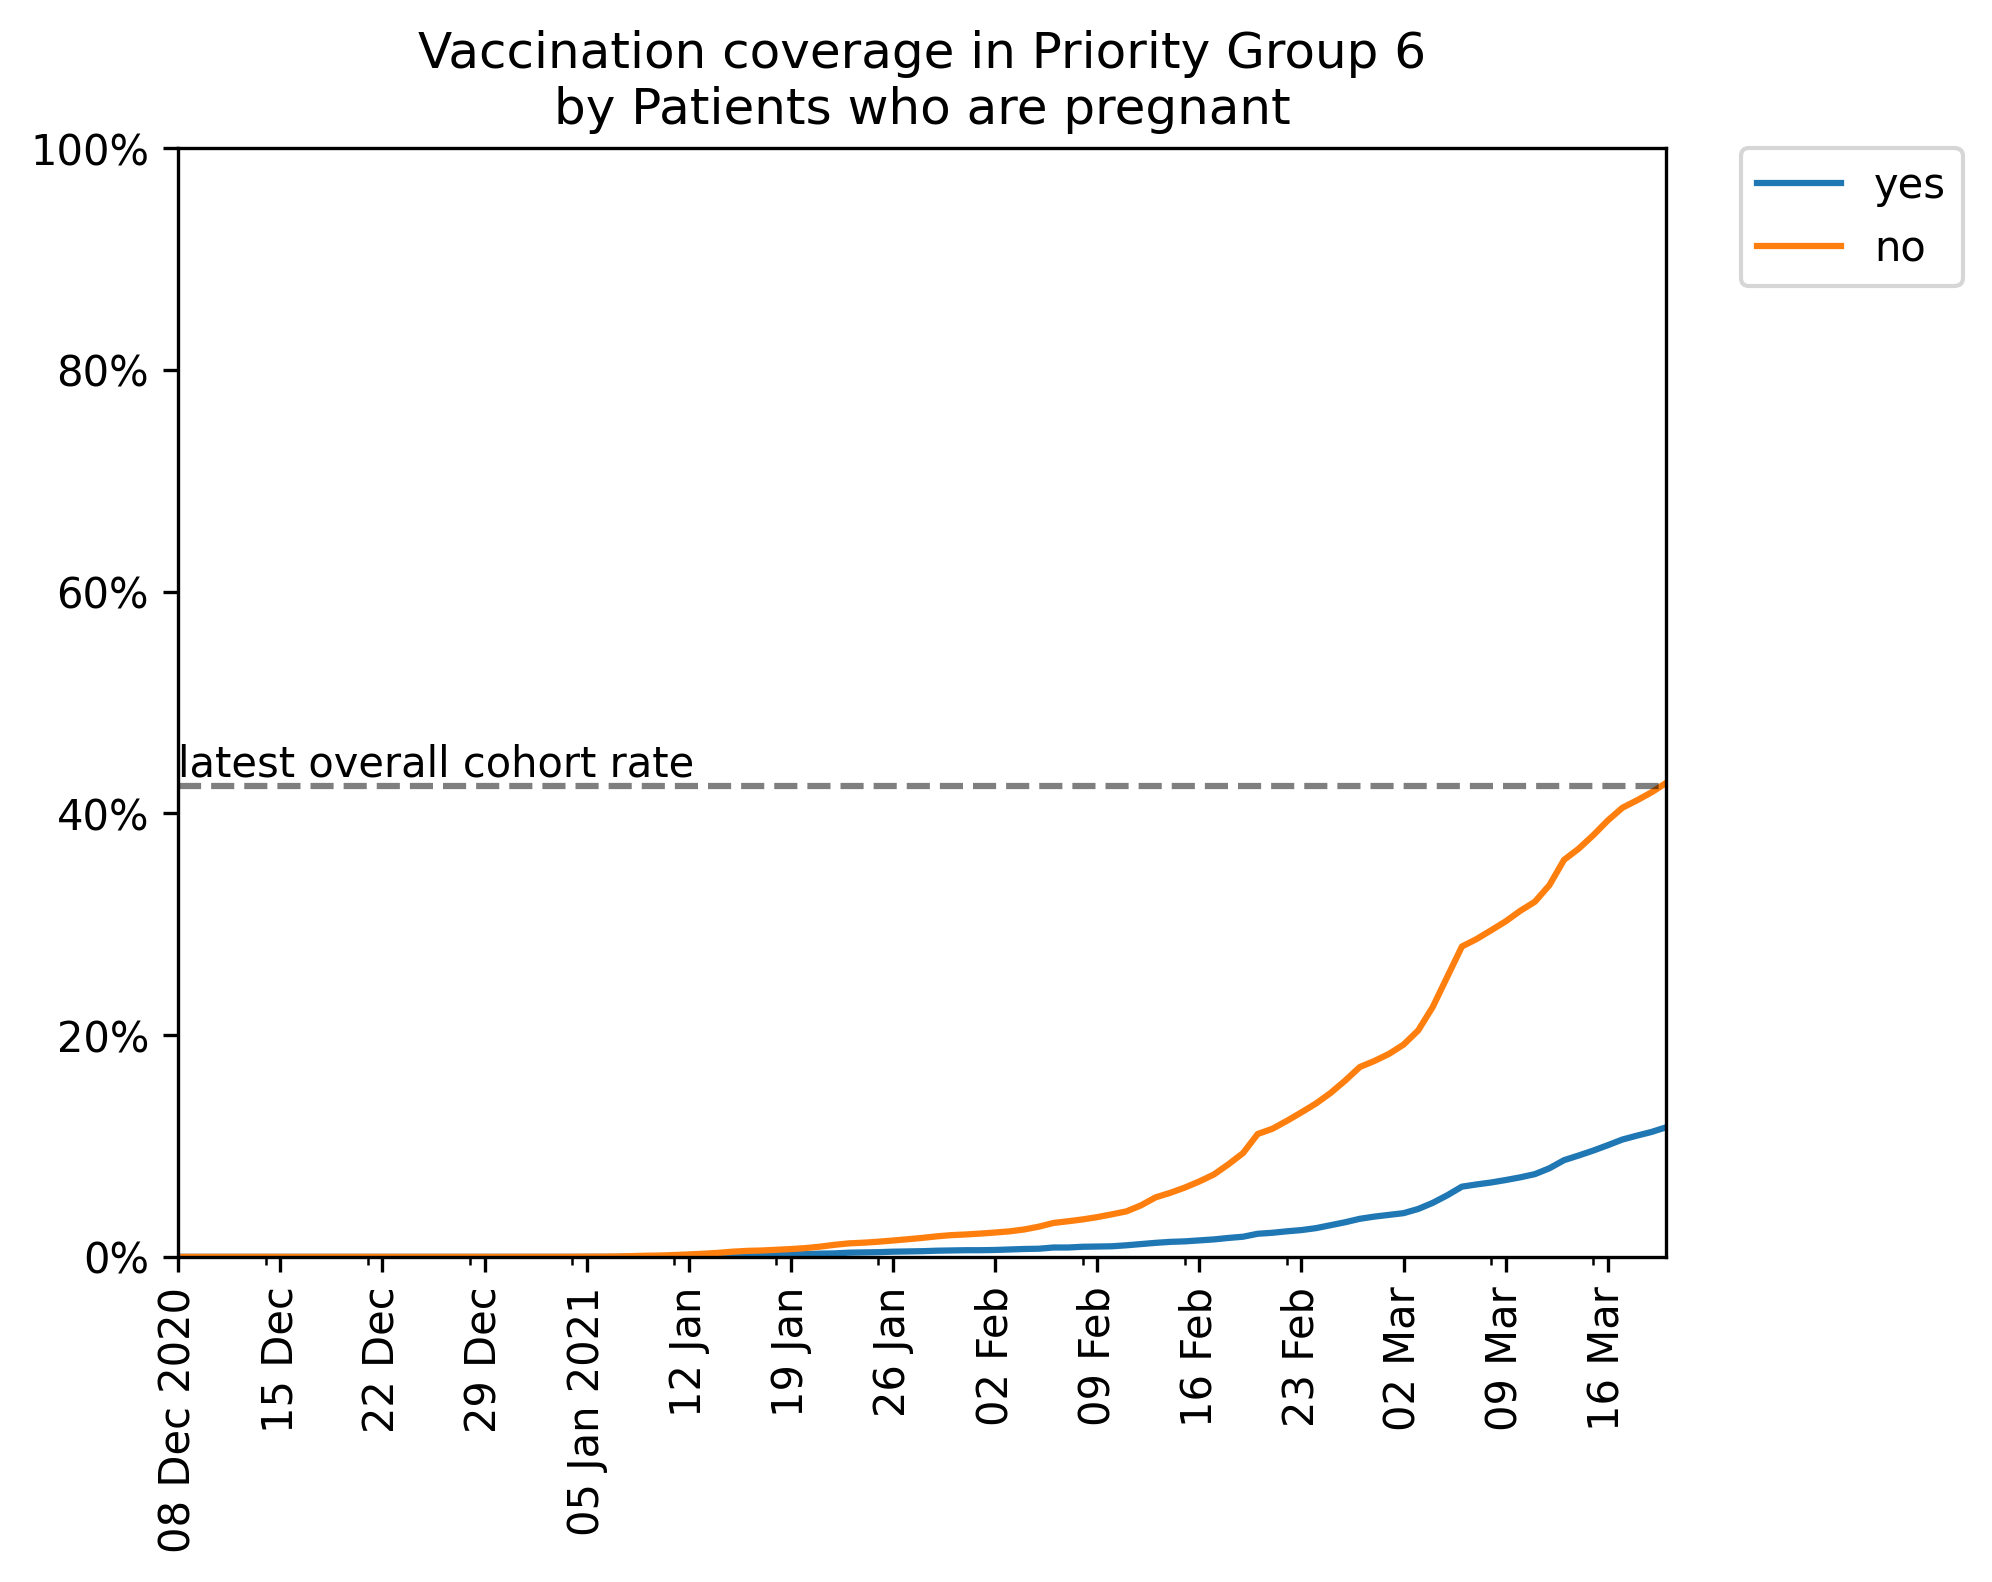 Vaccination coverage in Priority Group 6
by Patients who are pregnant
100%
80%
60%
40%
20%
0%
latest overall cohort rate
yes
no
08 Dec 2020
15 Dec
22 Dec
29 Dec
05 Jan 2021
12 Jan
19 Jan
26 Jan
02 Feb
09 Feb
16 Feb
23 Feb
02 Mar
09 Mar
16 Mar